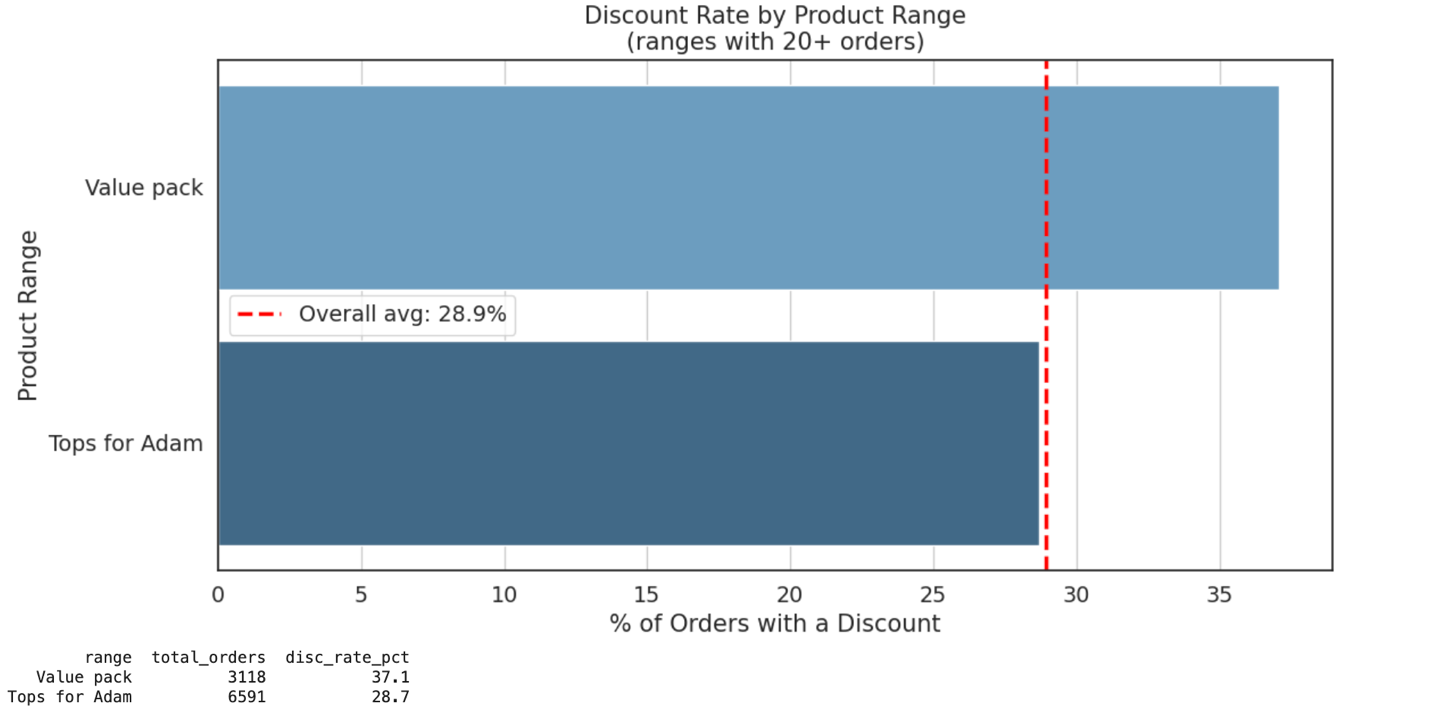 Discount Rate by Product Range
(ranges with 20+ orders)
Product Range
Value pack
Overall avg: 28.9%
Tops for Adam
0 5 10 15 20 25 30 35
% of Orders with a Discount
range total_orders disc_rate_pct
Value pack 3118 37.1
Tops for Adam 6591 28.7